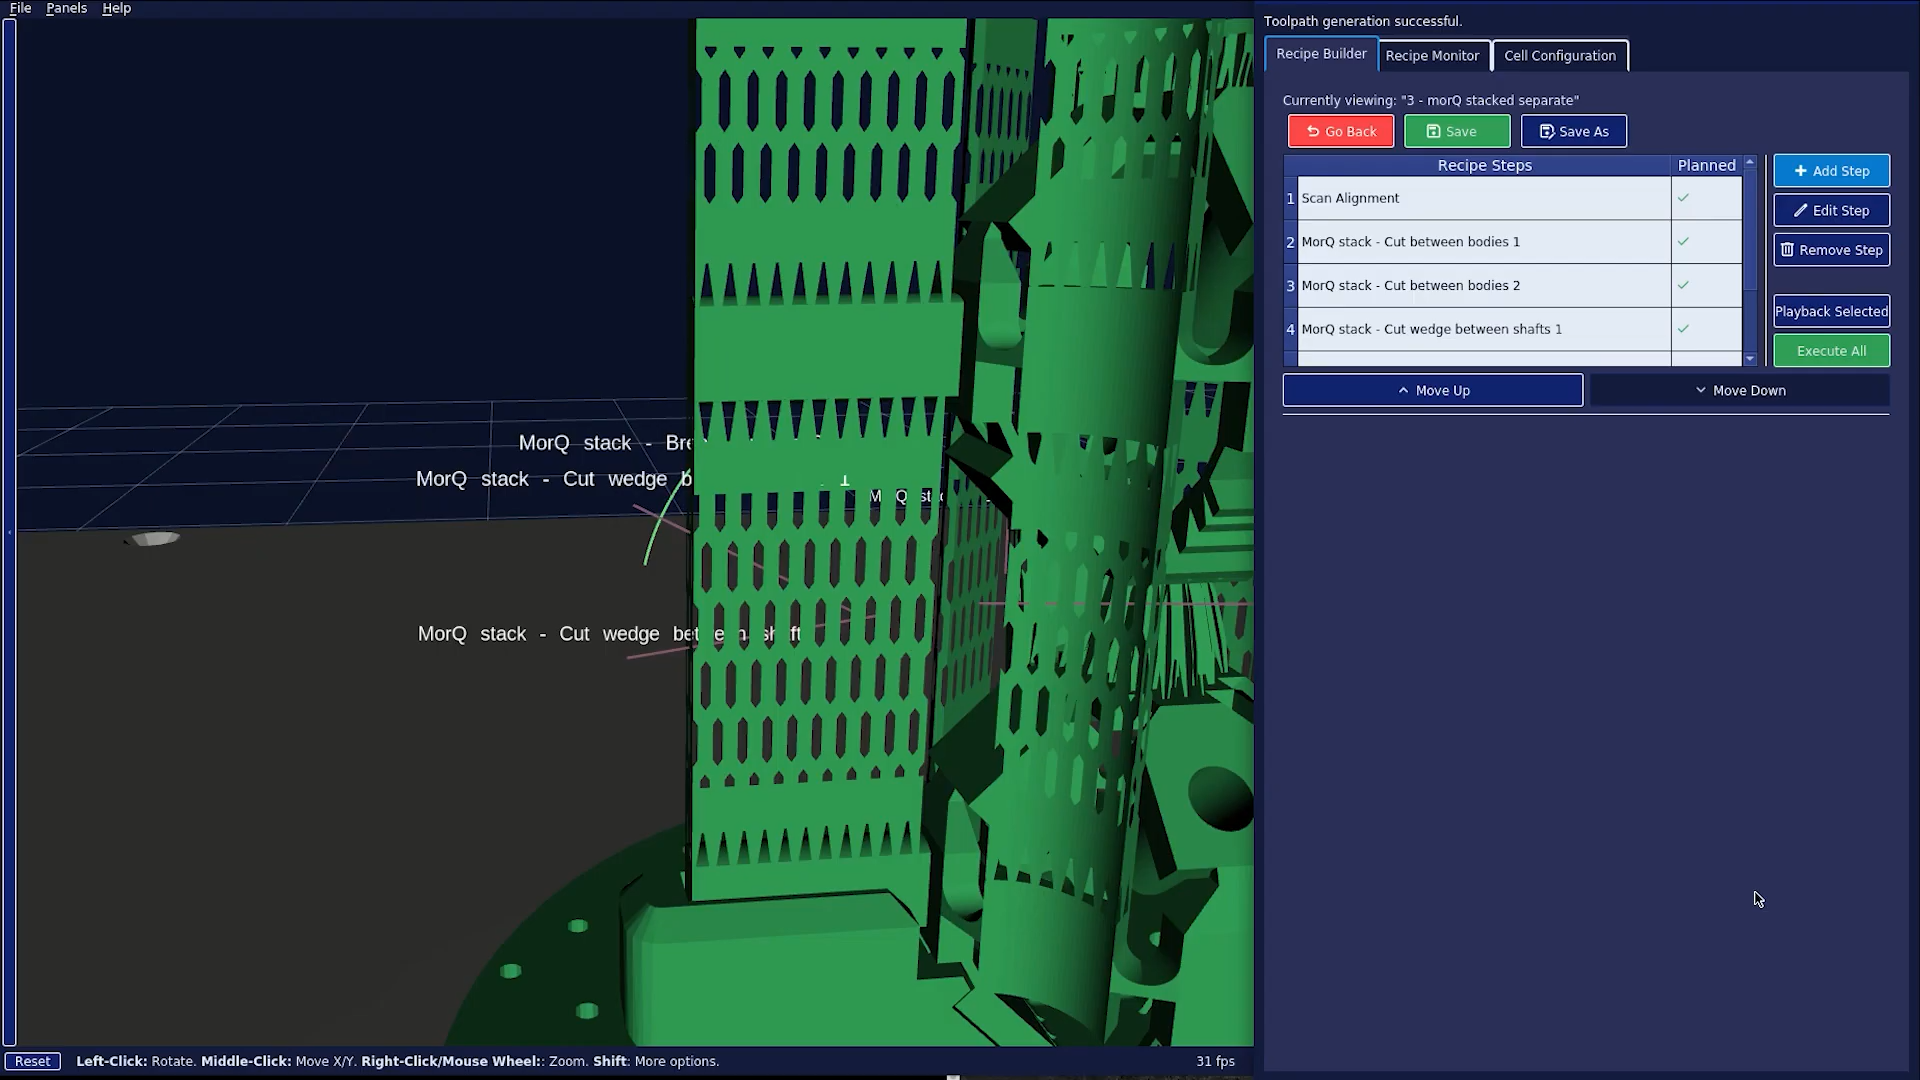 File Panels Help
Toolpath generation successful.
Recipe Builder Recipe Monitor Cell Configuration
Currently viewing: "3 - morQ stacked separate"
Go Back Save Save As
Recipe Steps Planned
1 Scan Alignment
2 MorQ stack - Cut between bodies 1
3 MorQ stack - Cut between bodies 2
4 MorQ stack - Cut wedge between shafts 1
Add Step
Edit Step
Remove Step
Playback Selected
Execute All
Move Up Move Down
MorQ stack -
MorQ stack - Cut wedge 1
MorQ stack - Cut wedge
Reset Left-Click: Rotate. Middle-Click: Move X/Y. Right-Click/Mouse Wheel:: Zoom. Shift: More options. 31 fps